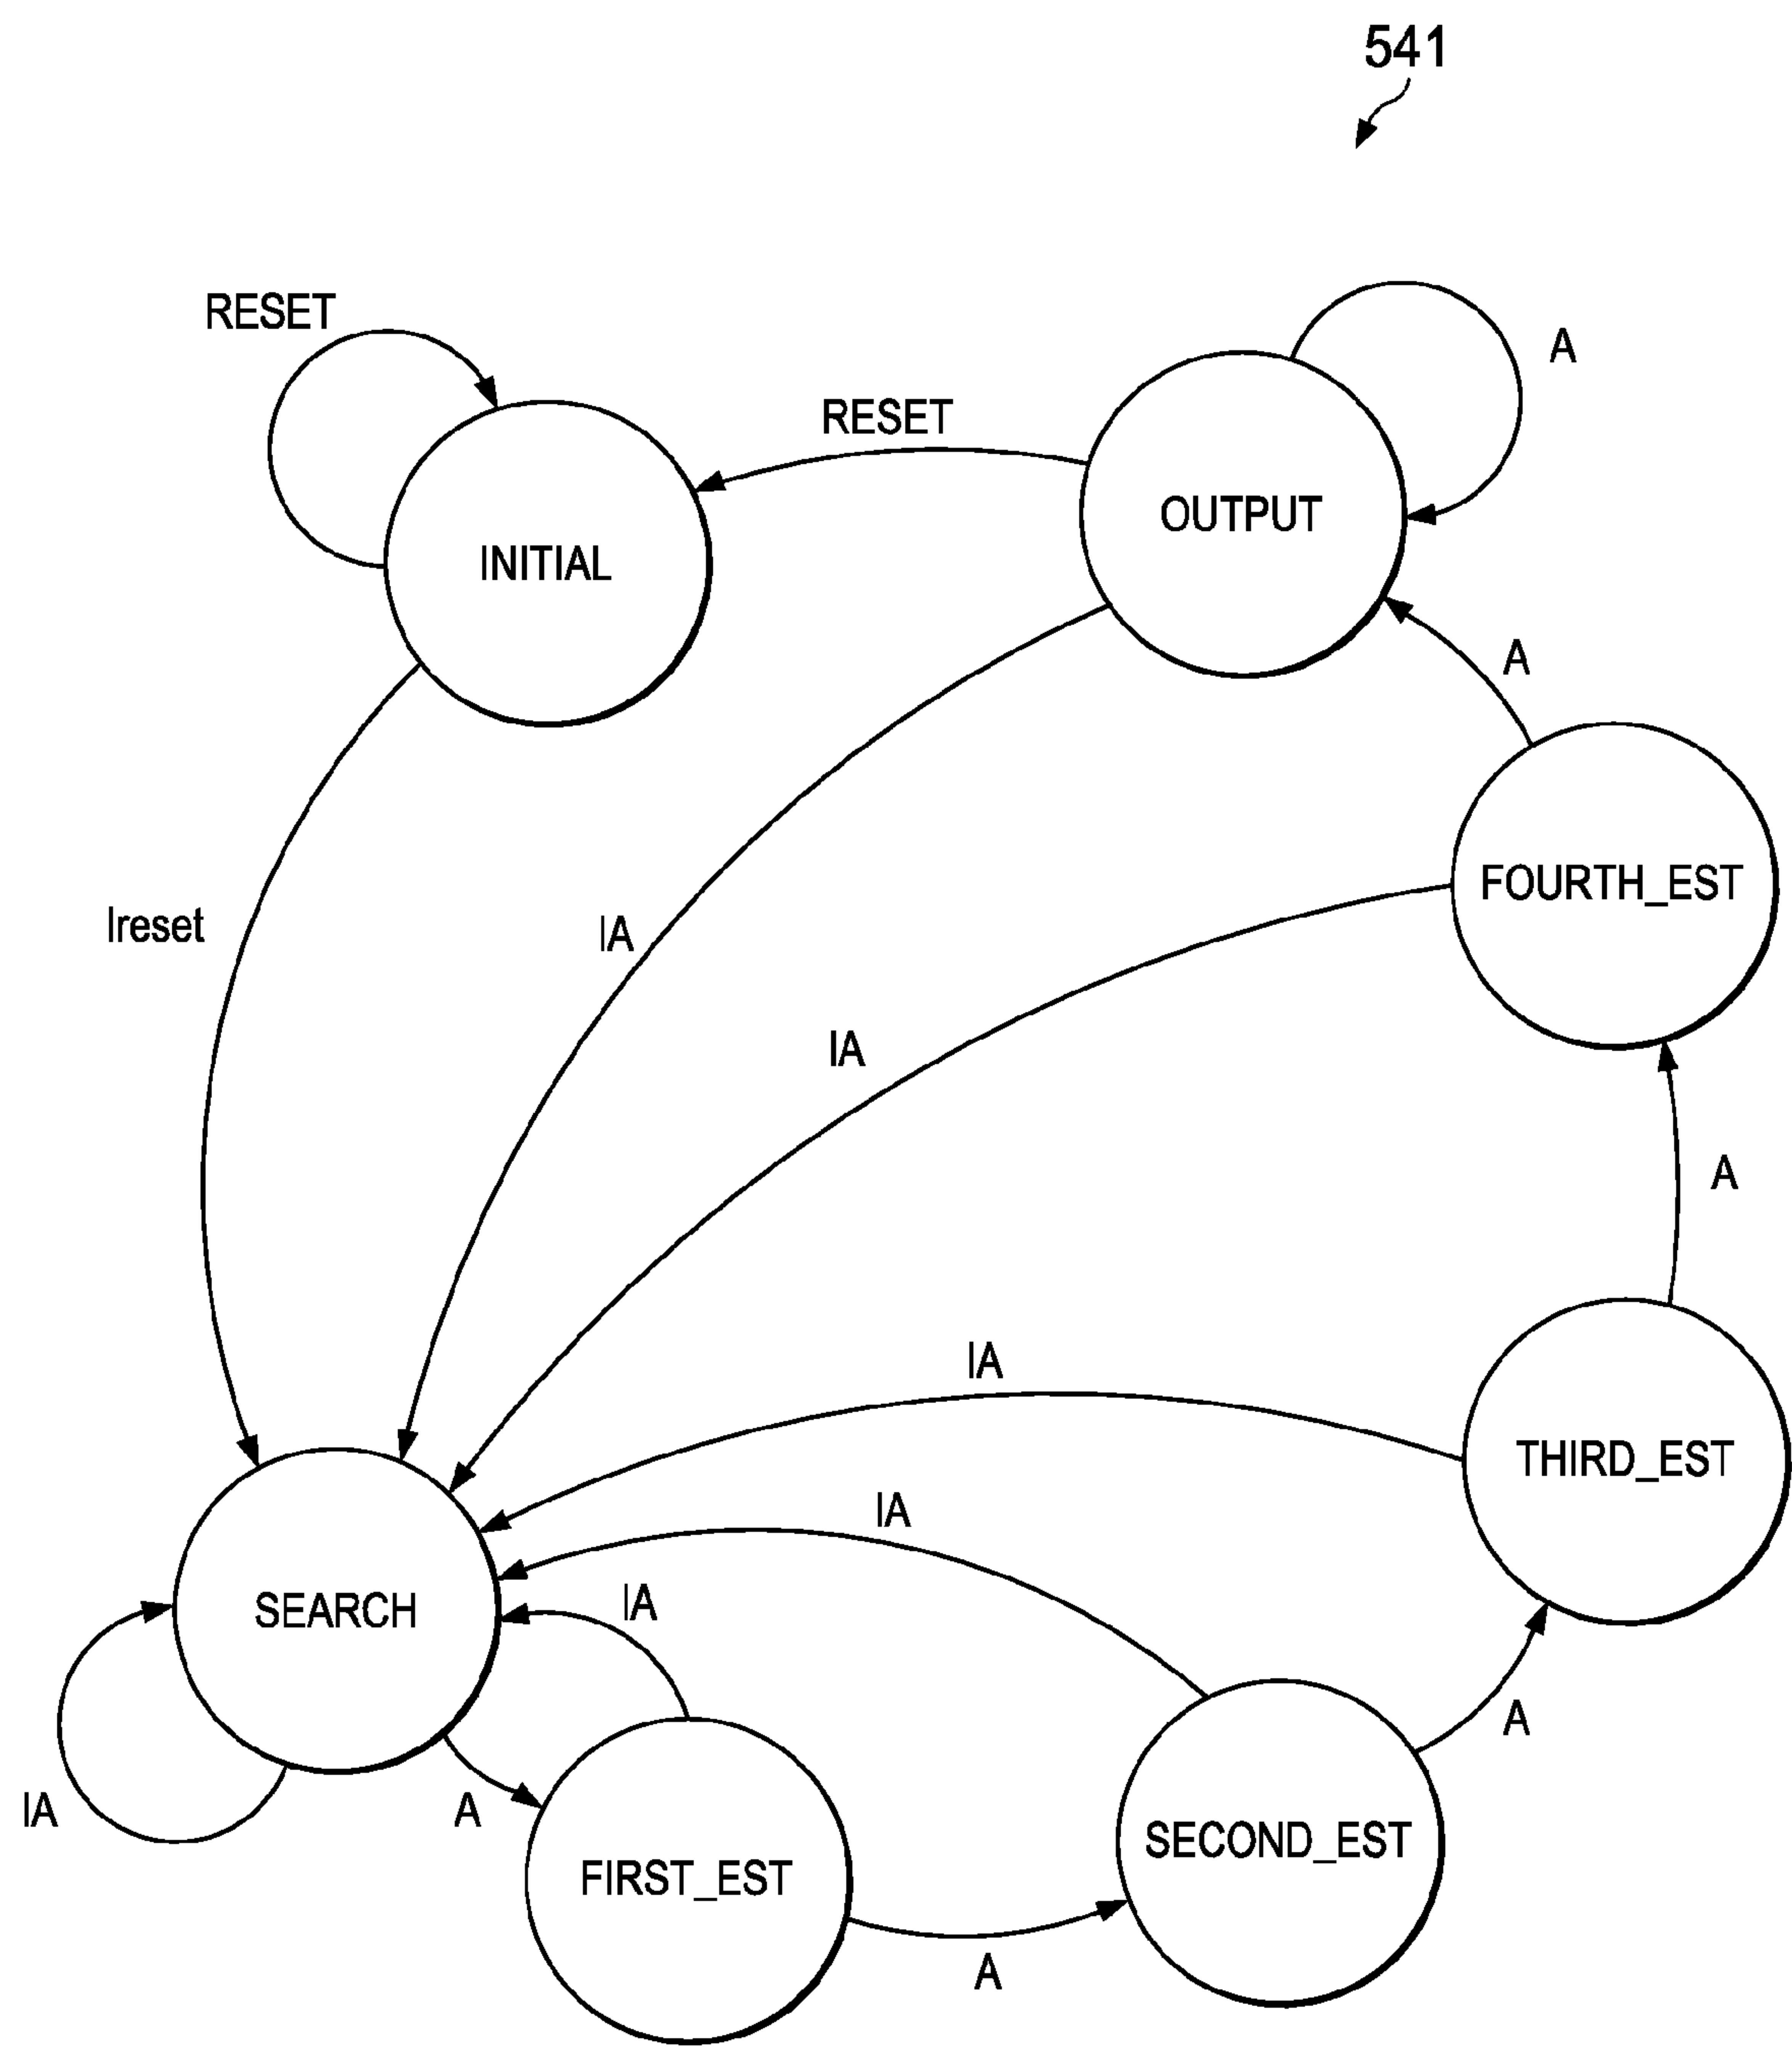 541
RESET
A
RESET
OUTPUT
INITIAL
A
FOURTH_EST
Ireset
IA
IA
A
IA
THIRD_EST
IA
IA
SEARCH
A
IA
A
SECOND_EST
FIRST_EST
A